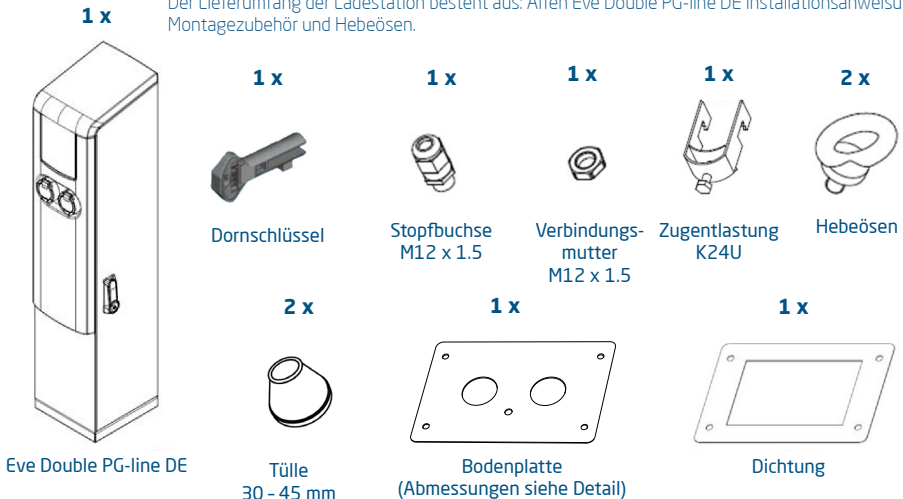 Der Lieferumfang der Ladestation besteht aus: Alfen Eve Double PG-line DE
Montagezubehör und Hebeösen.
1 x
1 x
1 x
1 x
1 x
2 x
Dornschlüssel
Stopfbuchse
M12 x 1.5
Verbindungs-
mutter
M12 x 1.5
Zugentlastung
K24U
Hebeösen
2 x
1 x
1 x
Eve Double PG-line DE
Tülle
30 – 45 mm
Bodenplatte
(Abmessungen siehe Detail)
Dichtung